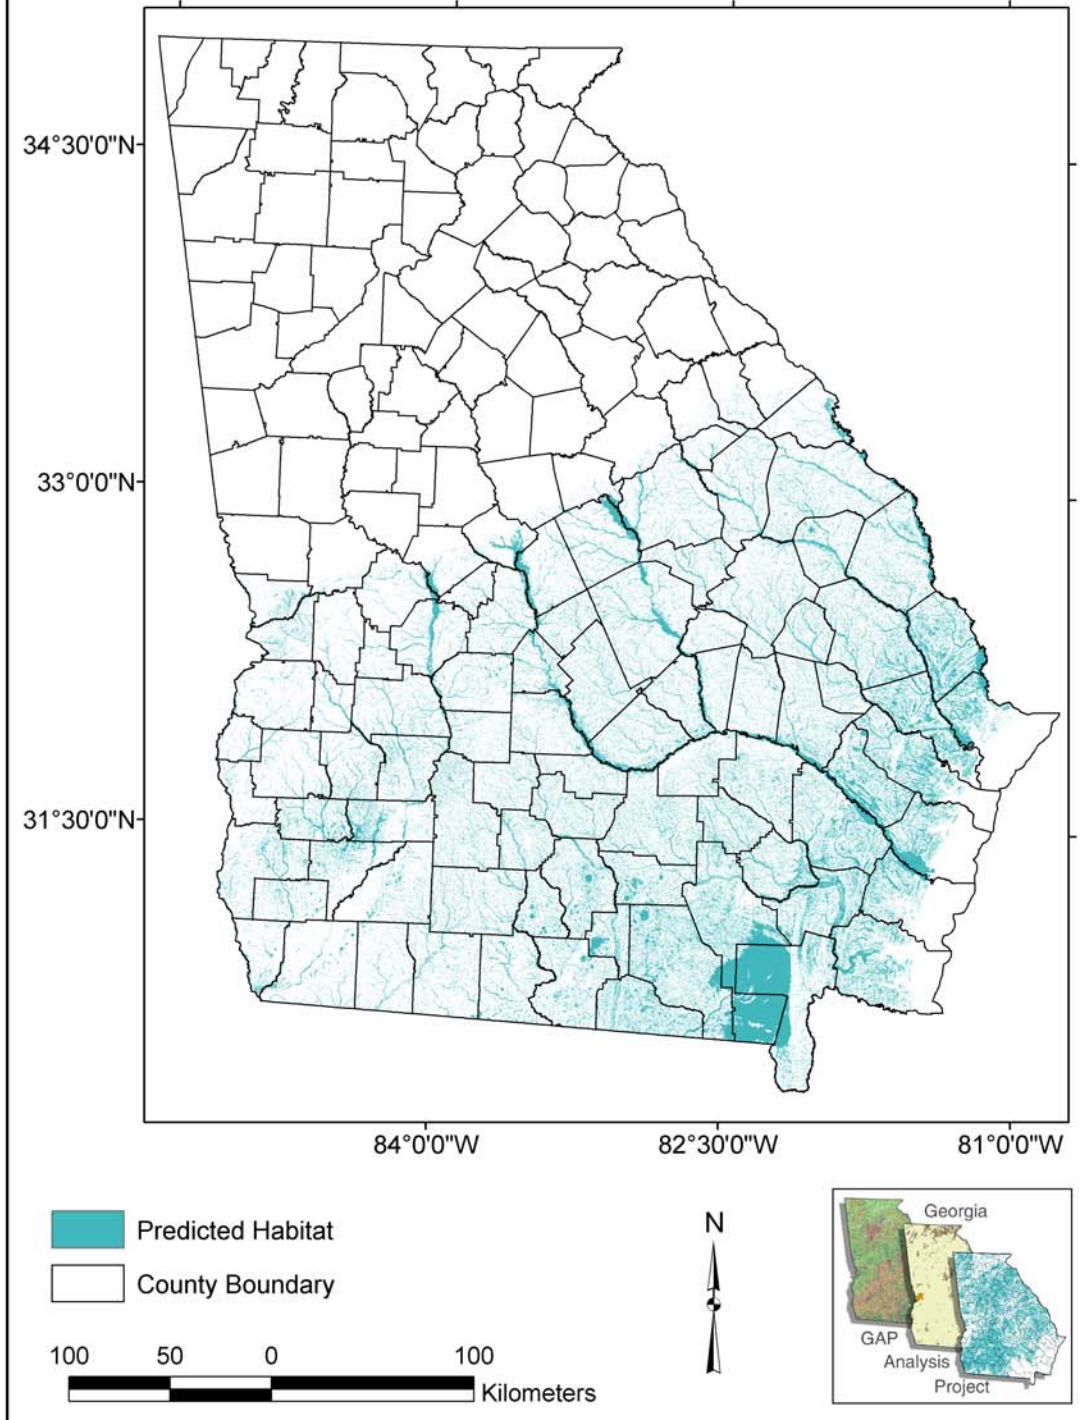 34°30'0"N
33°0'0"N
31°30'0"N
84°0'0"W 82°30'0"W 81°0'0"W
Predicted Habitat
County Boundary
100 50 0 100
Kilometers
N
Georgia
GAP
Analysis
Project